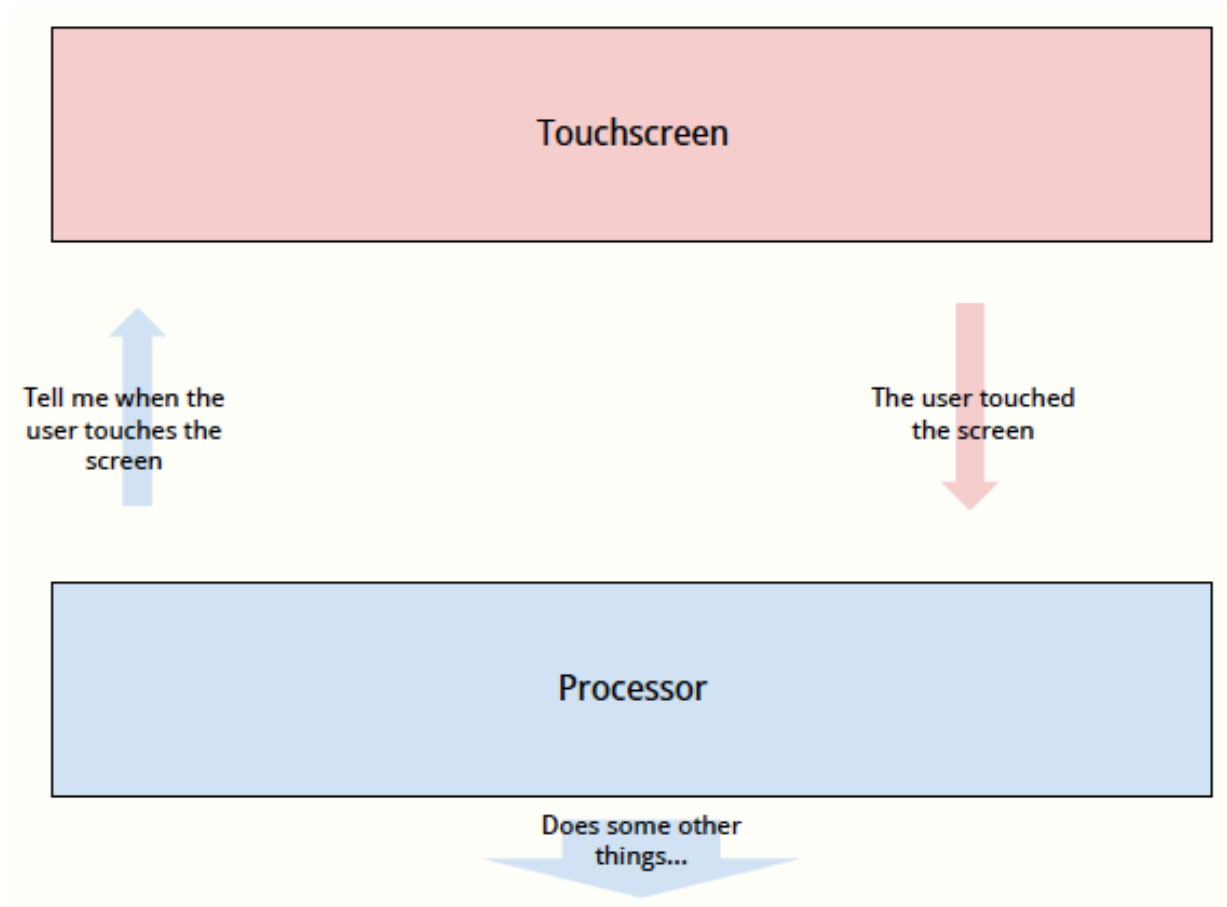 Touchscreen
Tell me when the
user touches the
screen
The user touched
the screen
Processor
Does some other
things...